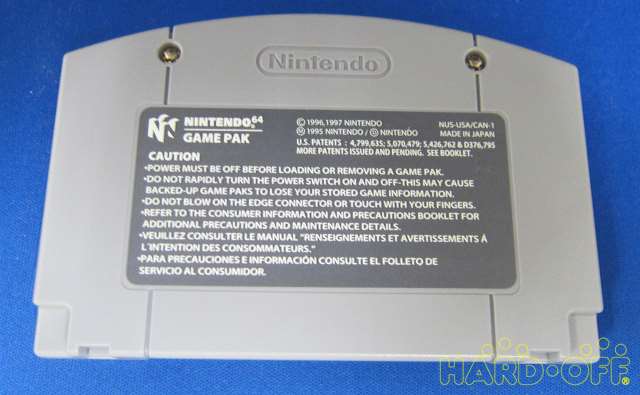 Nintendo
NINTENDO 64
GAME PAK
© 1996,1997 NINTENDO
Ⓜ 1995 NINTENDO / Ⓖ NINTENDO
NUS-USA/CAN-1
MADE IN JAPAN
U.S. PATENTS : 4,799,635; 5,070,479; 5,426,762 & D376,795
MORE PATENTS ISSUED AND PENDING. SEE BOOKLET.
CAUTION
•POWER MUST BE OFF BEFORE LOADING OR REMOVING A GAME PAK.
•DO NOT RAPIDLY TURN THE POWER SWITCH ON AND OFF-THIS MAY CAUSE
BACKED-UP GAME PAKS TO LOSE YOUR STORED GAME INFORMATION.
•DO NOT BLOW ON THE EDGE CONNECTOR OR TOUCH WITH YOUR FINGERS.
•REFER TO THE CONSUMER INFORMATION AND PRECAUTIONS BOOKLET FOR
ADDITIONAL PRECAUTIONS AND MAINTENANCE DETAILS.
•VEUILLEZ CONSULTER LE MANUEL "RENSEIGNEMENTS ET AVERTISSEMENTS Á
L'INTENTION DES CONSOMMATEURS."
•PARA PRECAUCIONES E INFORMACIÓN CONSULTE EL FOLLETO DE
SERVICIO AL CONSUMIDOR.
HARD·OFF